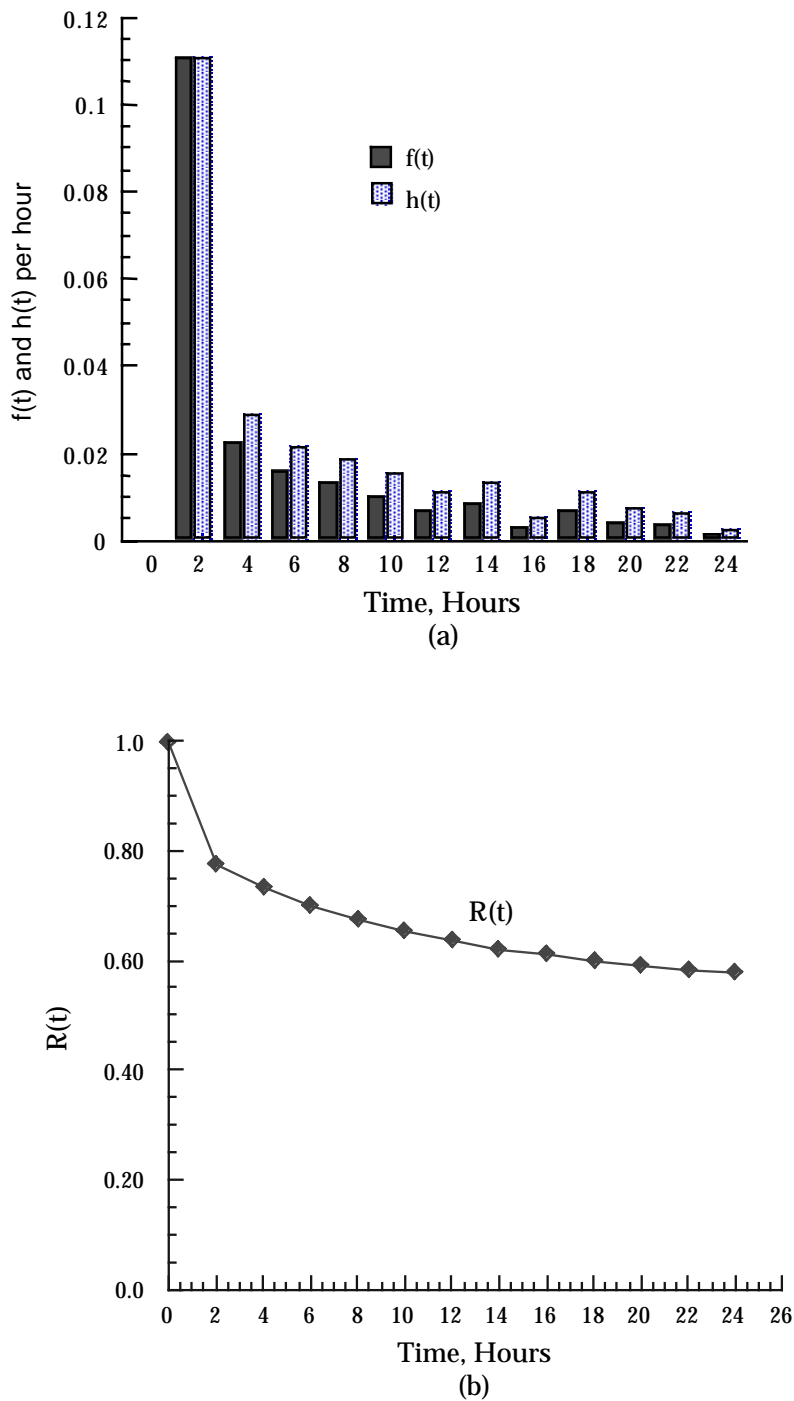 0.12
0.1
0.08
0.06
0.04
0.02
0
f(t) and h(t) per hour
f(t)
h(t)
0 2 4 6 8 10 12 14 16 18 20 22 24
Time, Hours
(a)
1.0
0.80
0.60
0.40
0.20
0.0
R(t)
R(t)
0 2 4 6 8 10 12 14 16 18 20 22 24 26
Time, Hours
(b)